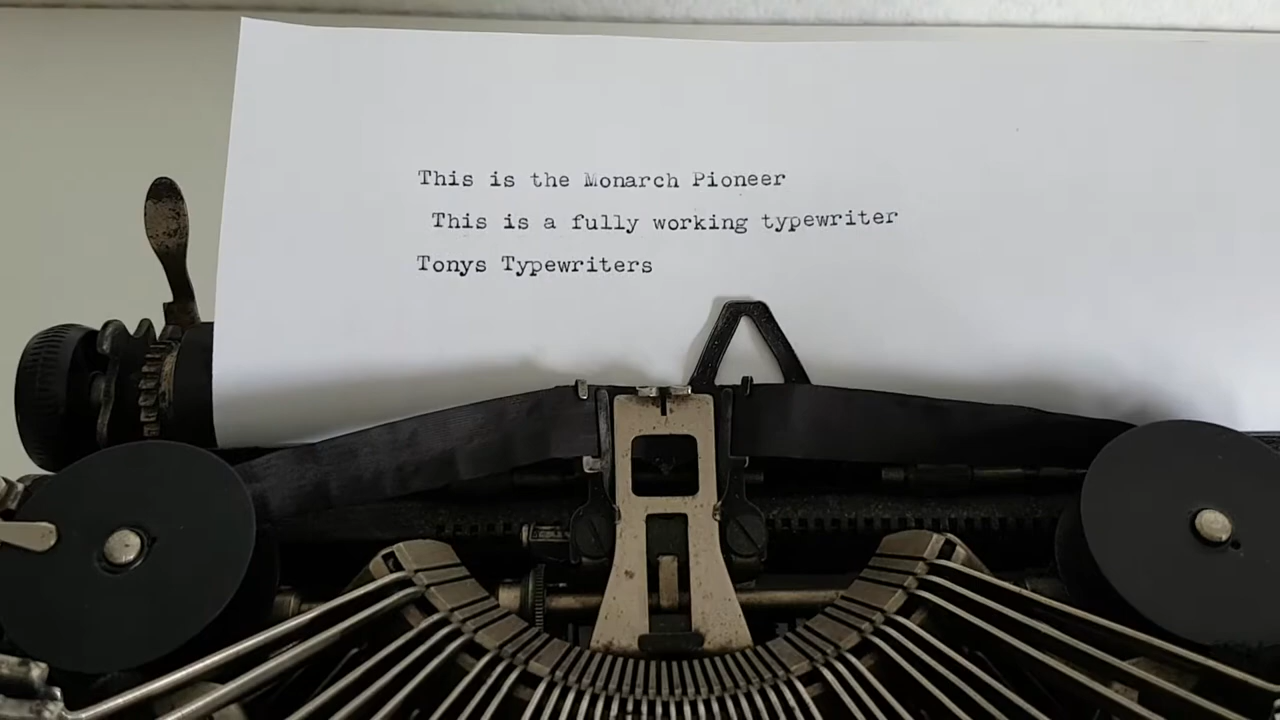 This is the Monarch Pioneer
This is a fully working typewriter
Tonys Typewriters